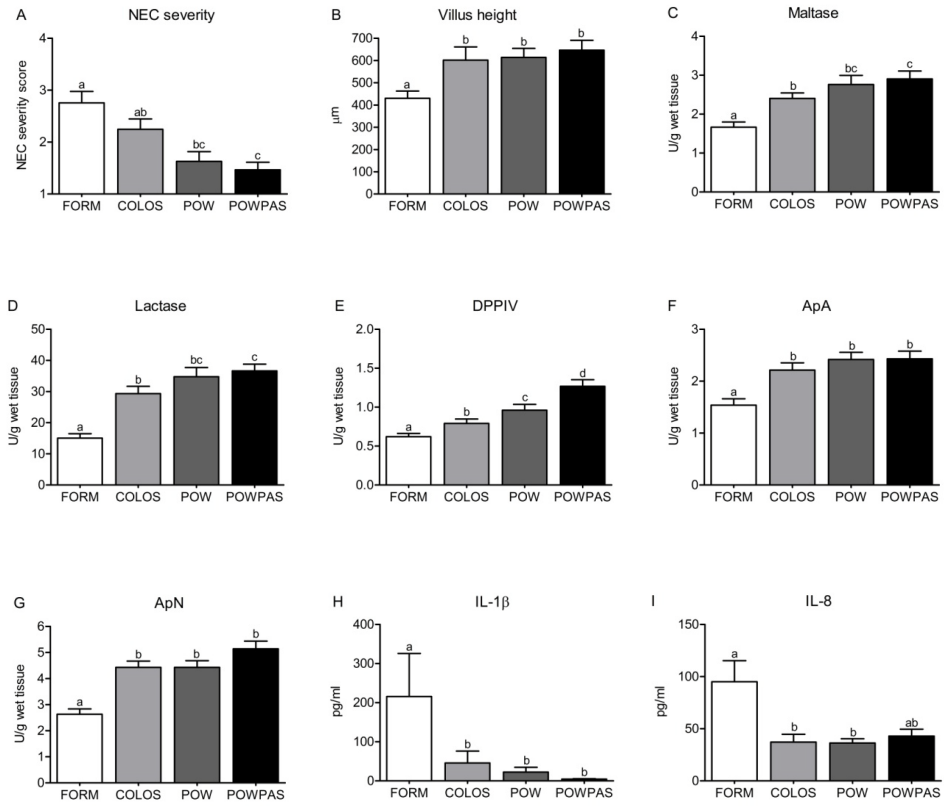 A NEC severity
NEC severity score
4
3
2
1
a
ab
bc
c
FORM COLOS POW POWPAS
B Villus height
µm
700
600
500
400
300
200
100
0
a
b
b
b
FORM COLOS POW POWPAS
C Maltase
U/g wet tissue
4
3
2
1
0
a
b
bc
c
FORM COLOS POW POWPAS
D Lactase
U/g wet tissue
50
40
30
20
10
0
a
b
bc
c
FORM COLOS POW POWPAS
E DPPIV
U/g wet tissue
2.0
1.5
1.0
0.5
0.0
a
b
c
d
FORM COLOS POW POWPAS
F ApA
U/g wet tissue
3
2
1
0
a
b
b
b
FORM COLOS POW POWPAS
G ApN
U/g wet tissue
6
5
4
3
2
1
0
a
b
b
b
FORM COLOS POW POWPAS
H IL-1β
pg/ml
400
300
200
100
0
a
b
b
b
FORM COLOS POW POWPAS
I IL-8
pg/ml
150
100
50
0
a
b
b
ab
FORM COLOS POW POWPAS